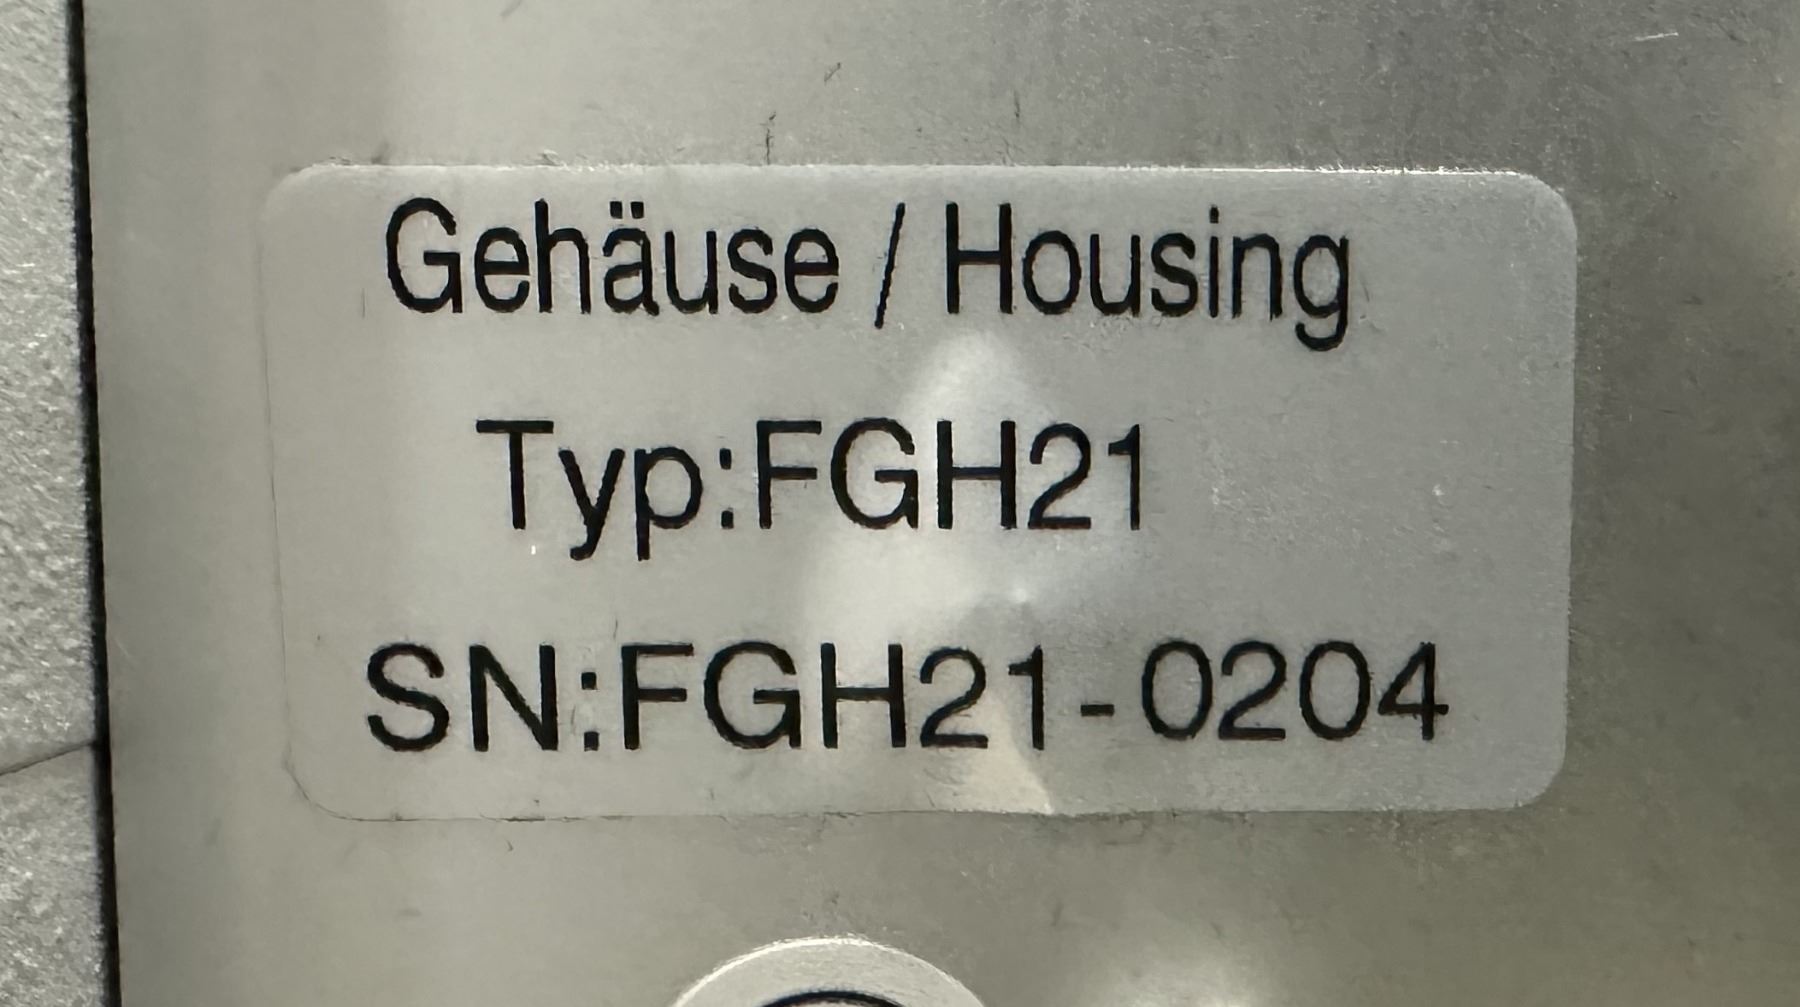 Gehäuse / Housing
Typ:FGH21
SN:FGH21-0204